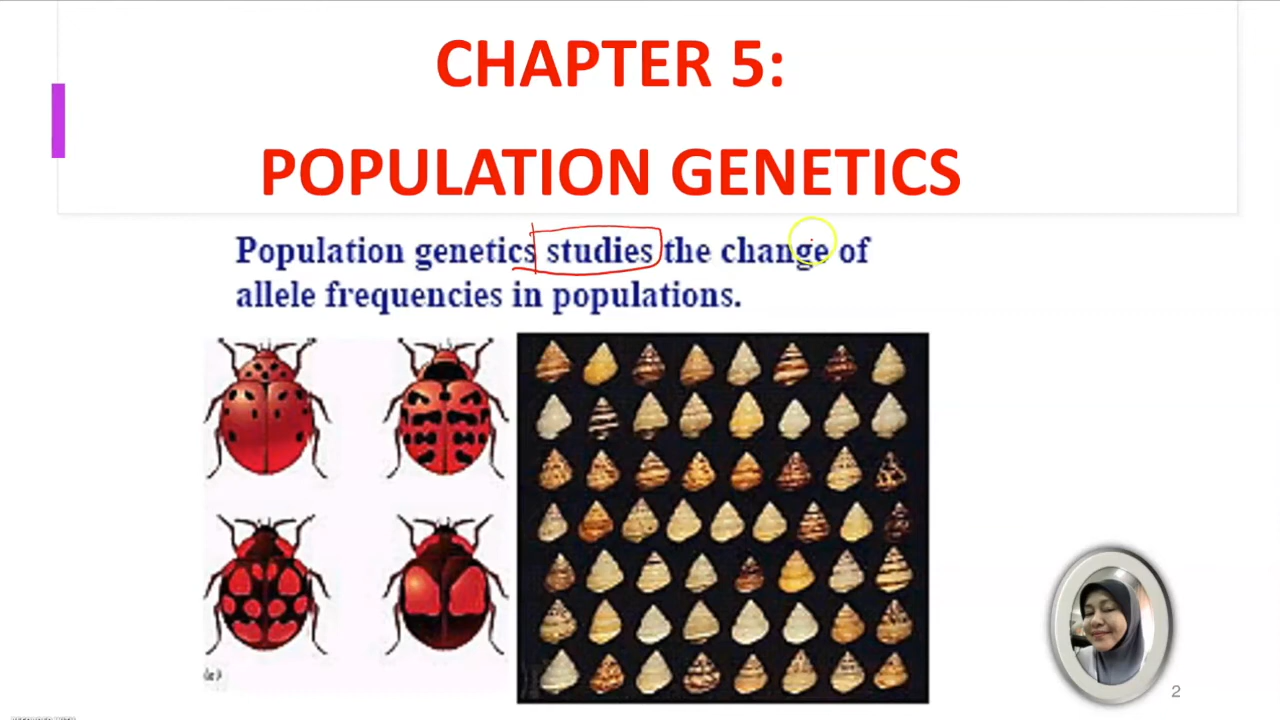 CHAPTER 5:
POPULATION GENETICS
Population genetics studies the change of
allele frequencies in populations.
2